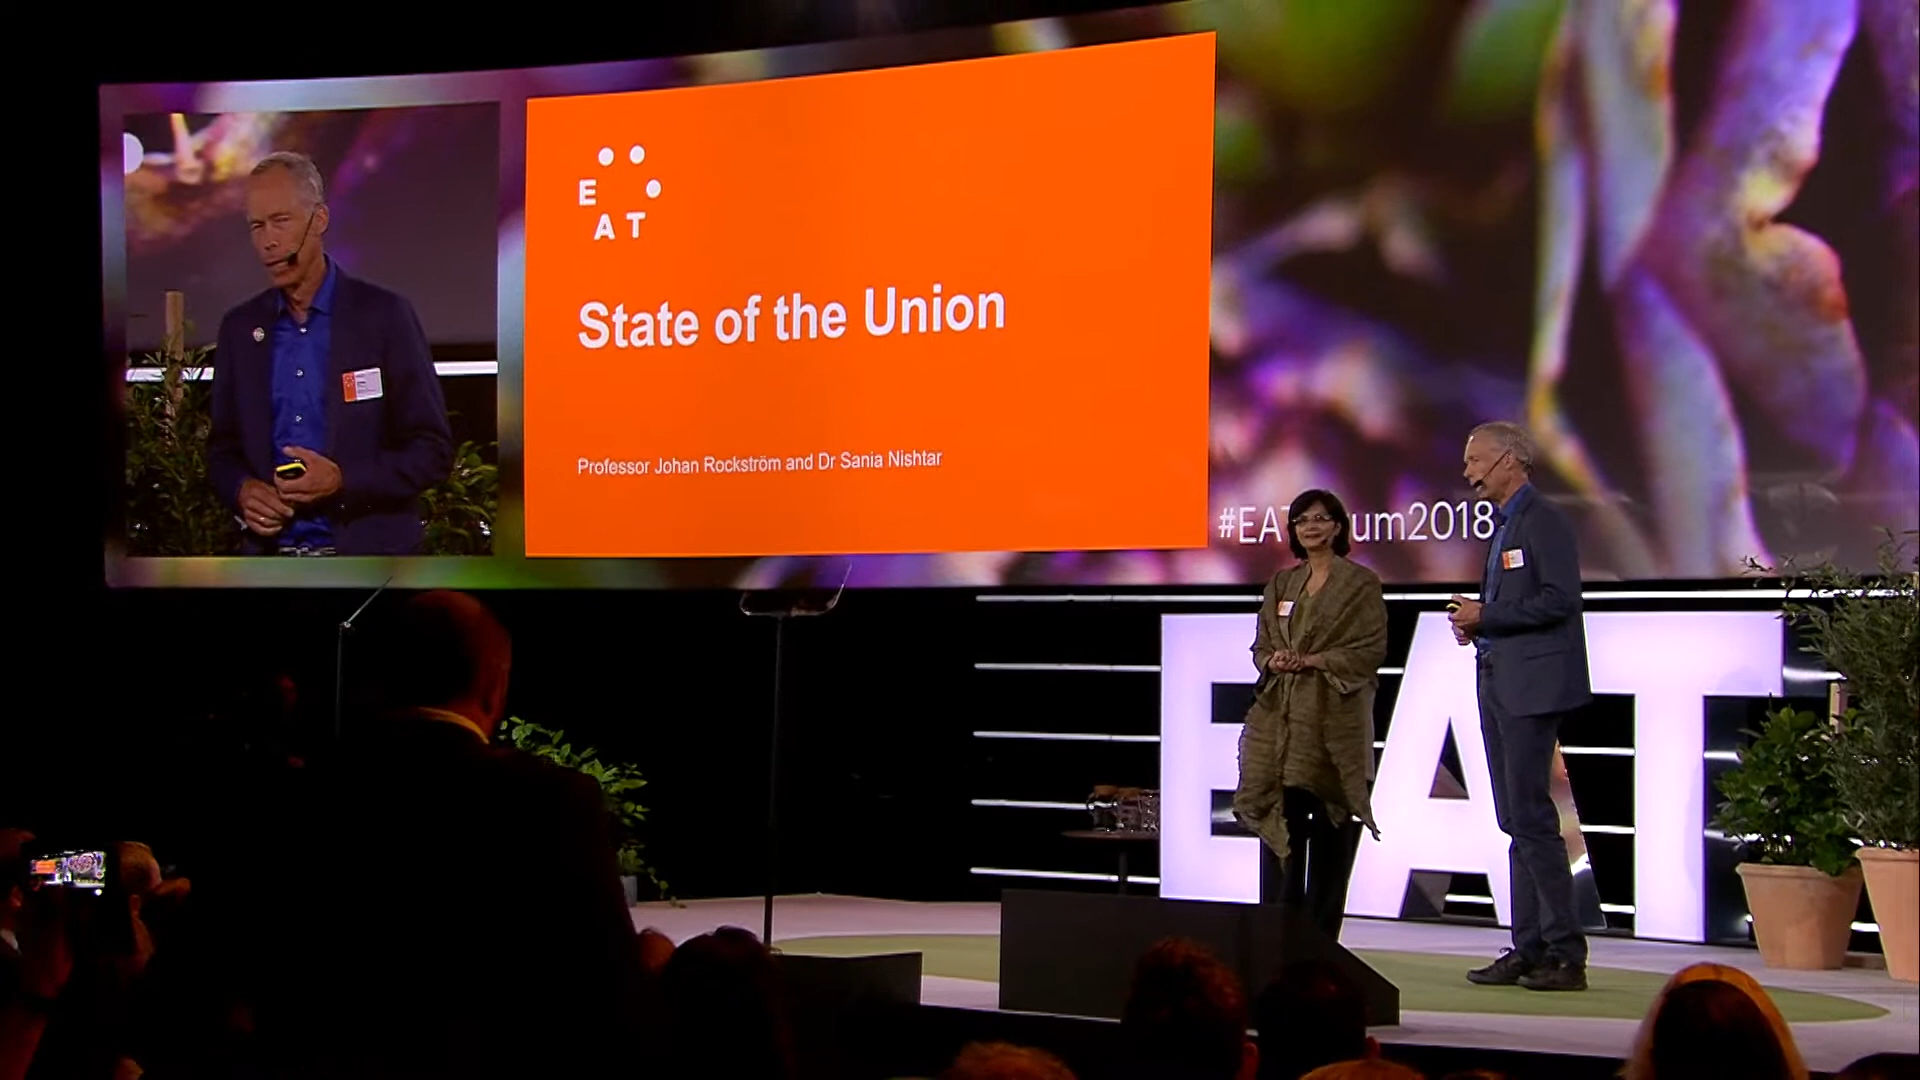 E
A T
State of the Union
Professor Johan Rockström and Dr Sania Nishtar
#EAT um2018
EAT